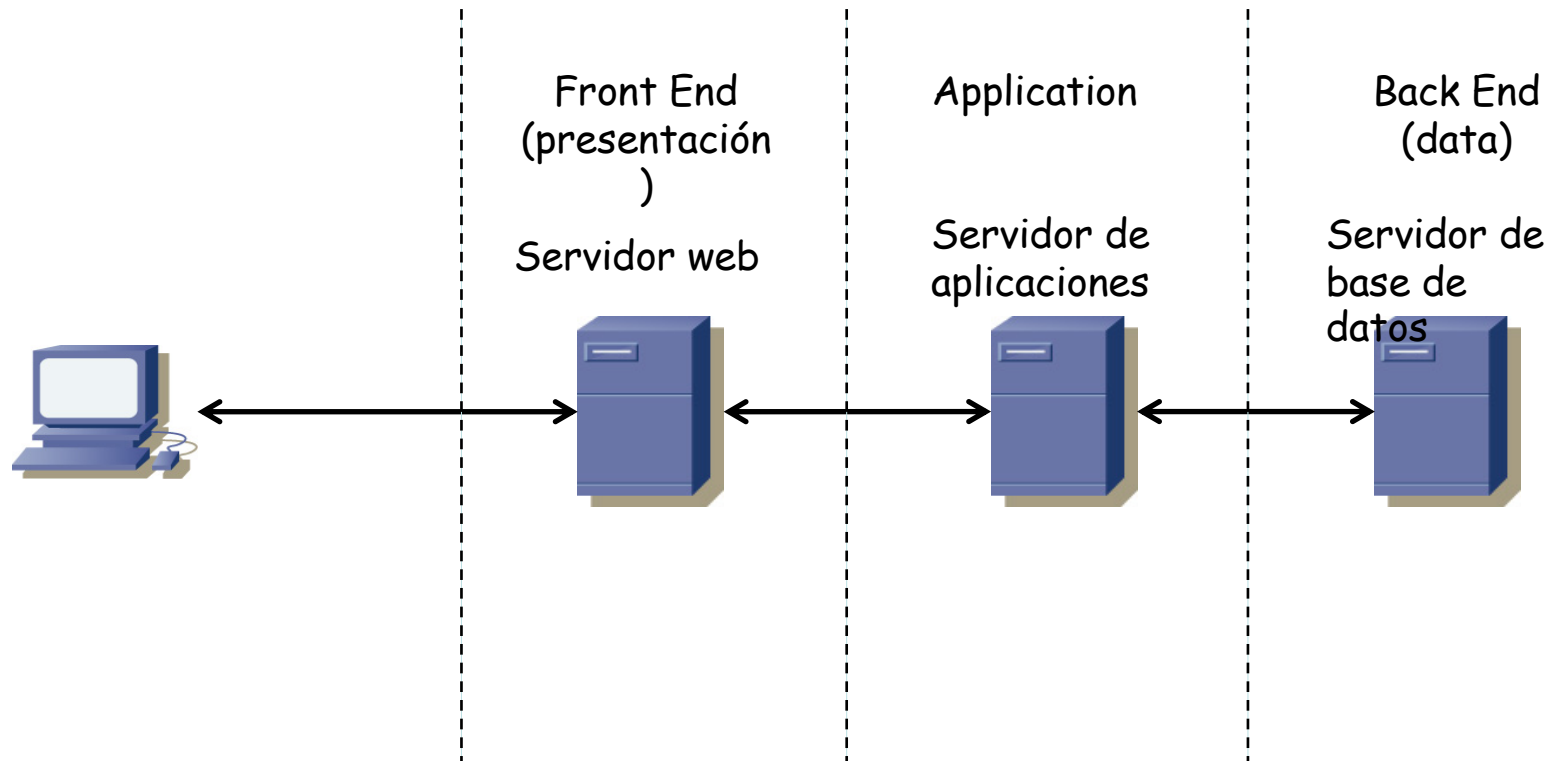 Front End
(presentación
)
Servidor web
Application
Servidor de
aplicaciones
Back End
(data)
Servidor de
base de
datos